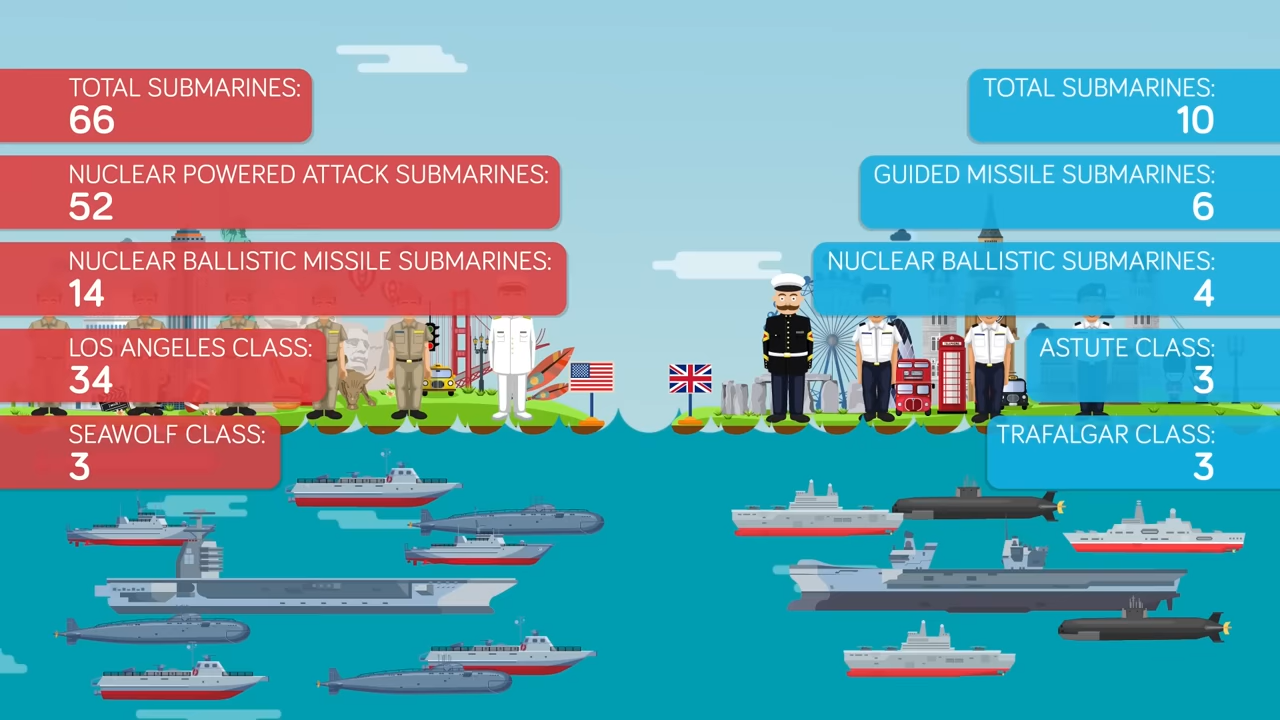 TOTAL SUBMARINES:
66
NUCLEAR POWERED ATTACK SUBMARINES:
52
NUCLEAR BALLISTIC MISSILE SUBMARINES:
14
LOS ANGELES CLASS:
34
SEAWOLF CLASS:
3
TOTAL SUBMARINES:
10
GUIDED MISSILE SUBMARINES:
6
NUCLEAR BALLISTIC SUBMARINES:
4
ASTUTE CLASS:
3
TRAFALGAR CLASS:
3